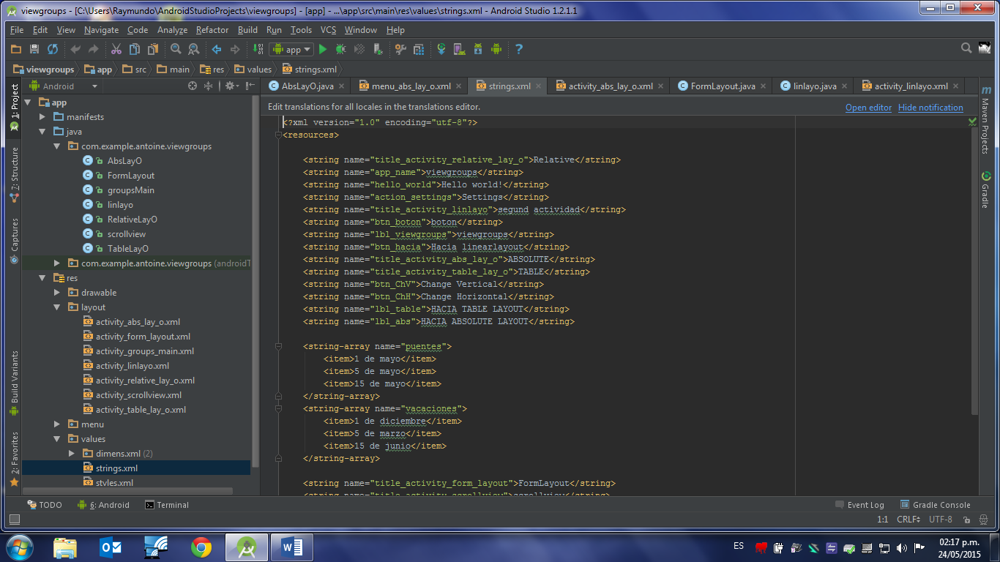 viewgroups - [C:\Users\Raymundo\AndroidStudioProjects\viewgroups] - [app] - ...\app\src\main\res\values\strings.xml - Android Studio 1.2.1.1
File Edit View Navigate Code Analyze Refactor Build Run Tools VCS Window Help
app
viewgroups app src main res values strings.xml
Android
AbsLayO.java menu_abs_lay_o.xml strings.xml activity_abs_lay_o.xml FormLayout.java linlayo.java activity_linlayo.xml
1: Project
7: Structure
Captures
Build Variants
2: Favorites
app
manifests
java
com.example.antoine.viewgroups
AbsLayO
FormLayout
groupsMain
linlayo
RelativeLayO
scrollview
TableLayO
com.example.antoine.viewgroups (androidT
res
drawable
layout
activity_abs_lay_o.xml
activity_form_layout.xml
activity_groups_main.xml
activity_linlayo.xml
activity_relative_lay_o.xml
activity_scrollview.xml
activity_table_lay_o.xml
menu
values
dimens.xml (2)
strings.xml
styles.xml
Edit translations for all locales in the translations editor. Open editor Hide notification
<?xml version="1.0" encoding="utf-8"?>
<resources>
<string name="title_activity_relative_lay_o">Relative</string>
<string name="app_name">viewgroups</string>
<string name="hello_world">Hello world!</string>
<string name="action_settings">Settings</string>
<string name="title_activity_linlayo">segund actividad</string>
<string name="btn_boton">boton</string>
<string name="lbl_viewgroups">viewgroups</string>
<string name="btn_hacia">Hacia linearlayout</string>
<string name="title_activity_abs_lay_o">ABSOLUTE</string>
<string name="title_activity_table_lay_o">TABLE</string>
<string name="btn_ChV">Change Vertical</string>
<string name="btn_ChH">Change Horizontal</string>
<string name="lbl_table">HACIA TABLE LAYOUT</string>
<string name="lbl_abs">HACIA ABSOLUTE LAYOUT</string>
<string-array name="puentes">
<item>1 de mayo</item>
<item>5 de mayo</item>
<item>15 de mayo</item>
</string-array>
<string-array name="vacaciones">
<item>1 de diciembre</item>
<item>5 de marzo</item>
<item>15 de junio</item>
</string-array>
<string name="title_activity_form_layout">FormLayout</string>
<string name="title_activity_scrollview">scrollview</string>
Maven Projects
Gradle
TODO 6: Android Terminal Event Log Gradle Console
1:1 CRLF UTF-8
ES 02:17 p.m.
24/05/2015